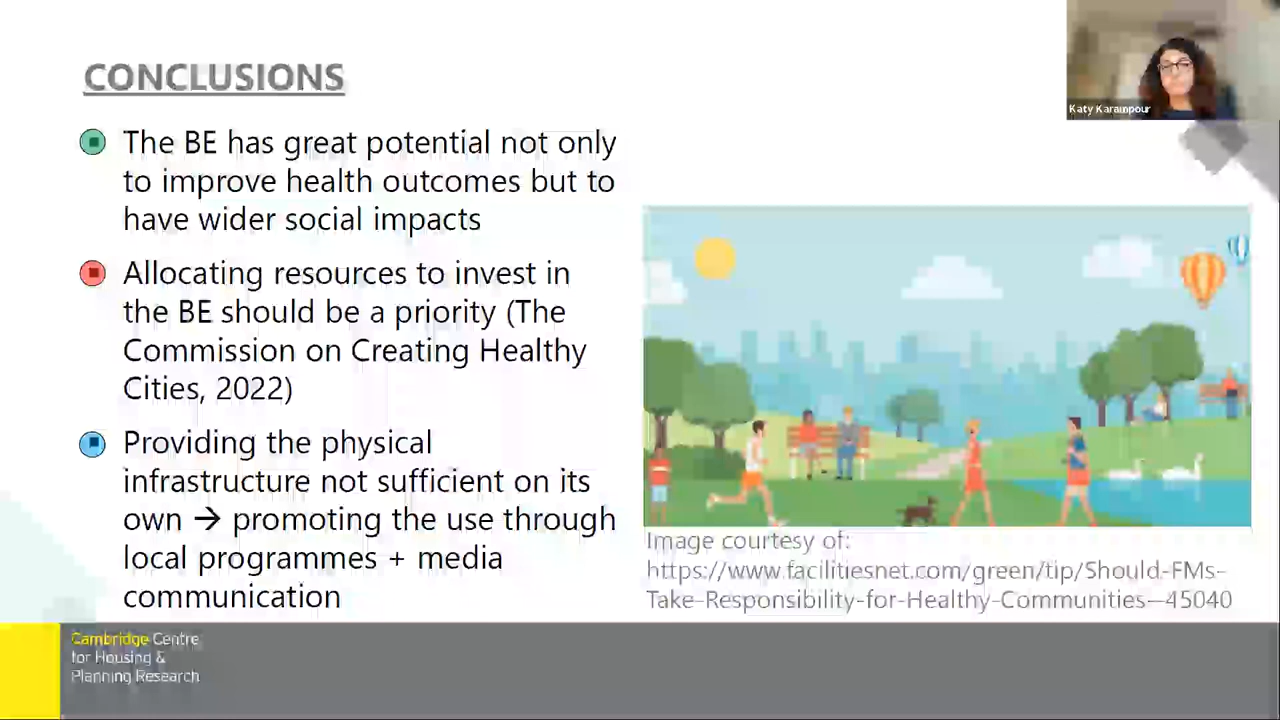 CONCLUSIONS
The BE has great potential not only
to improve health outcomes but to
have wider social impacts
Allocating resources to invest in
the BE should be a priority (The
Commission on Creating Healthy
Cities, 2022)
Providing the physical
infrastructure not sufficient on its
own → promoting the use through
local programmes + media
communication
Katy Karampour
Image courtesy of:
https://www.facilitiesnet.com/green/tip/Should-FMs-
Take-Responsibility-for-Healthy-Communities--45040
Cambridge Centre
for Housing &
Planning Research